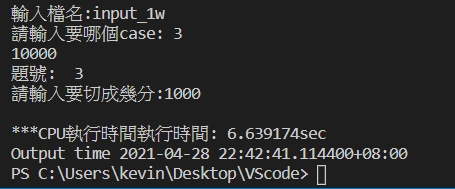 輸入檔名:input_1w
請輸入要哪個case: 3
10000
題號:  3
請輸入要切成幾分:1000
***CPU執行時間執行時間: 6.639174sec
Output time 2021-04-28 22:42:41.114400+08:00
PS C:\Users\kevin\Desktop\VScode>